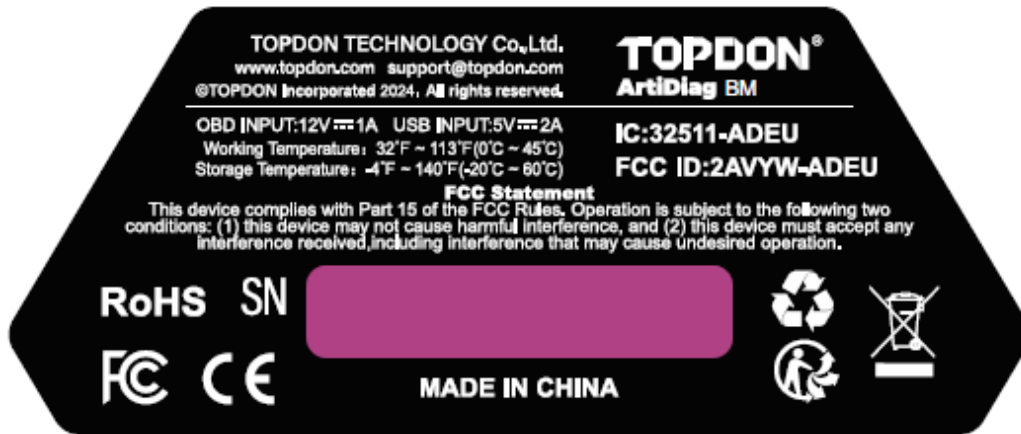 TOPDON TECHNOLOGY Co.,Ltd.
www.topdon.com support@topdon.com
©TOPDON Incorporated 2024. All rights reserved.
TOPDON®
ArtiDiag BM
OBD INPUT:12V⎓1A USB INPUT:5V⎓2A
Working Temperature: 32°F ~ 113°F(0°C ~ 45°C)
Storage Temperature: -4°F ~ 140°F(-20°C ~ 60°C)
IC:32511-ADEU
FCC ID:2AVYW-ADEU
FCC Statement
This device complies with Part 15 of the FCC Rules. Operation is subject to the following two
conditions: (1) this device may not cause harmful interference, and (2) this device must accept any
interference received,including interference that may cause undesired operation.
RoHS SN
FC CE
MADE IN CHINA